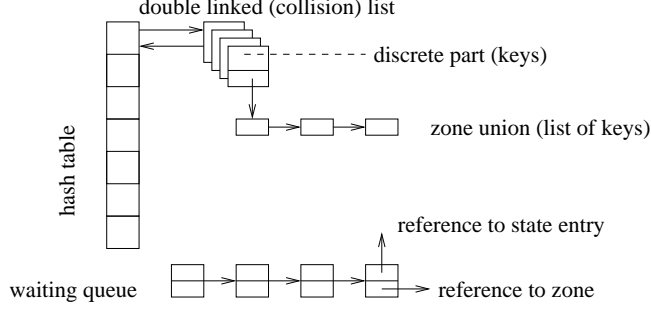 double linked (collision) list
discrete part (keys)
zone union (list of keys)
hash table
reference to state entry
waiting queue
reference to zone